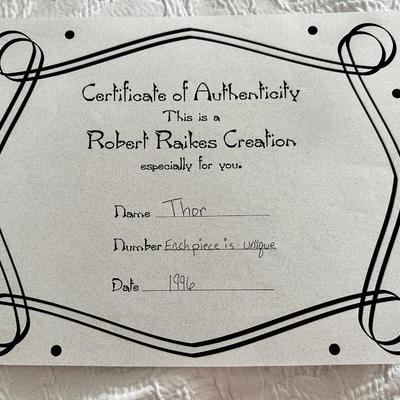 Certificate of Authenticity
This is a
Robert Raikes Creation
especially for you.
Name Thor
Number Each piece is unique
Date 1996